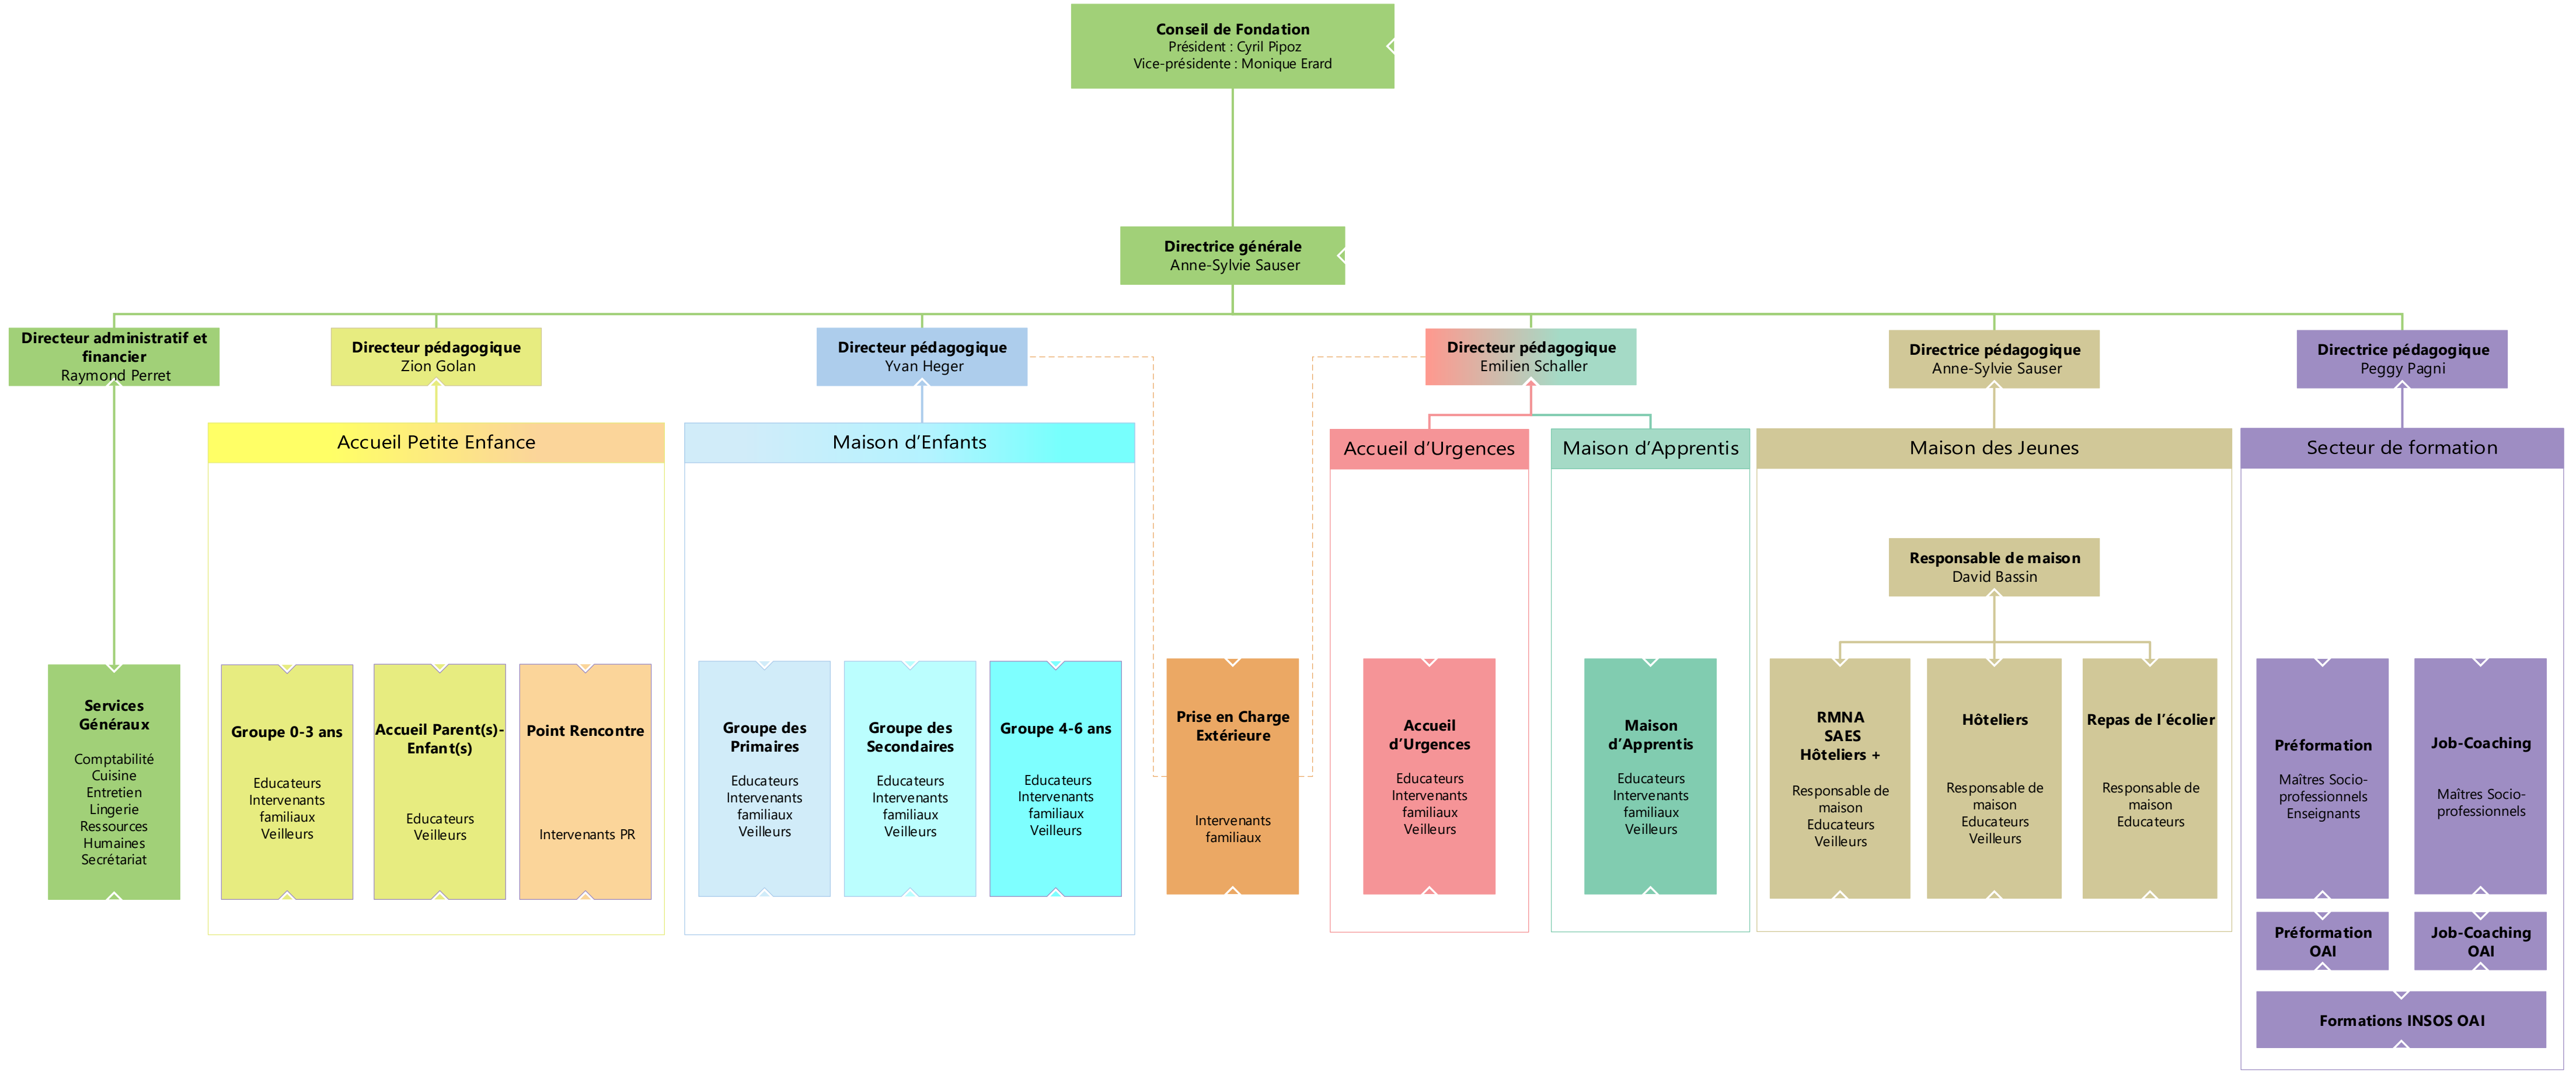 Conseil de Fondation
Président : Cyril Pipoz
Vice-présidente : Monique Erard
Directrice générale
Anne-Sylvie Sauser
Directeur administratif et
financier
Raymond Perret
Directeur pédagogique
Zion Golan
Directeur pédagogique
Yvan Heger
Directeur pédagogique
Emilien Schaller
Directrice pédagogique
Anne-Sylvie Sauser
Directrice pédagogique
Peggy Pagni
Accueil Petite Enfance
Maison d’Enfants
Accueil d’Urgences
Maison d’Apprentis
Maison des Jeunes
Secteur de formation
Responsable de maison
David Bassin
Services
Généraux
Comptabilité
Cuisine
Entretien
Lingerie
Ressources
Humaines
Secrétariat
Groupe 0-3 ans
Educateurs
Intervenants
familiaux
Veilleurs
Accueil Parent(s)-
Enfant(s)
Educateurs
Veilleurs
Point Rencontre
Intervenants PR
Groupe des
Primaires
Educateurs
Intervenants
familiaux
Veilleurs
Groupe des
Secondaires
Educateurs
Intervenants
familiaux
Veilleurs
Groupe 4-6 ans
Educateurs
Intervenants
familiaux
Veilleurs
Prise en Charge
Extérieure
Intervenants
familiaux
Accueil
d’Urgences
Educateurs
Intervenants
familiaux
Veilleurs
Maison
d’Apprentis
Educateurs
Intervenants
familiaux
Veilleurs
RMNA
SAES
Hôteliers +
Responsable de
maison
Educateurs
Veilleurs
Hôteliers
Responsable de
maison
Educateurs
Veilleurs
Repas de l’écolier
Responsable de
maison
Educateurs
Préformation
Maîtres Socio-
professionnels
Enseignants
Job-Coaching
Maîtres Socio-
professionnels
Préformation
OAI
Job-Coaching
OAI
Formations INSOS OAI